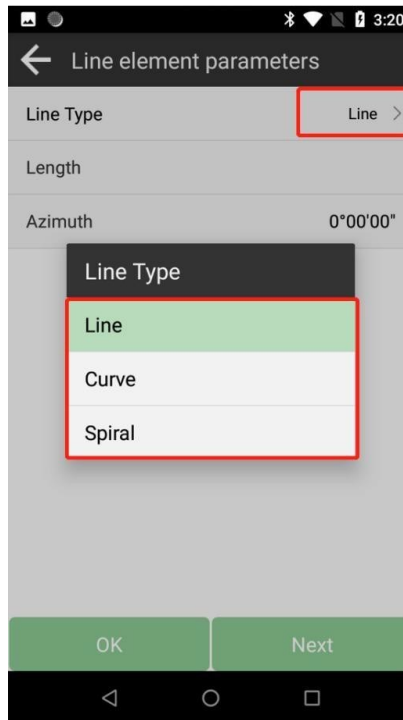 3:20
Line element parameters
Line Type
Line
Length
Azimuth
0°00'00"
Line Type
Line
Curve
Spiral
OK
Next